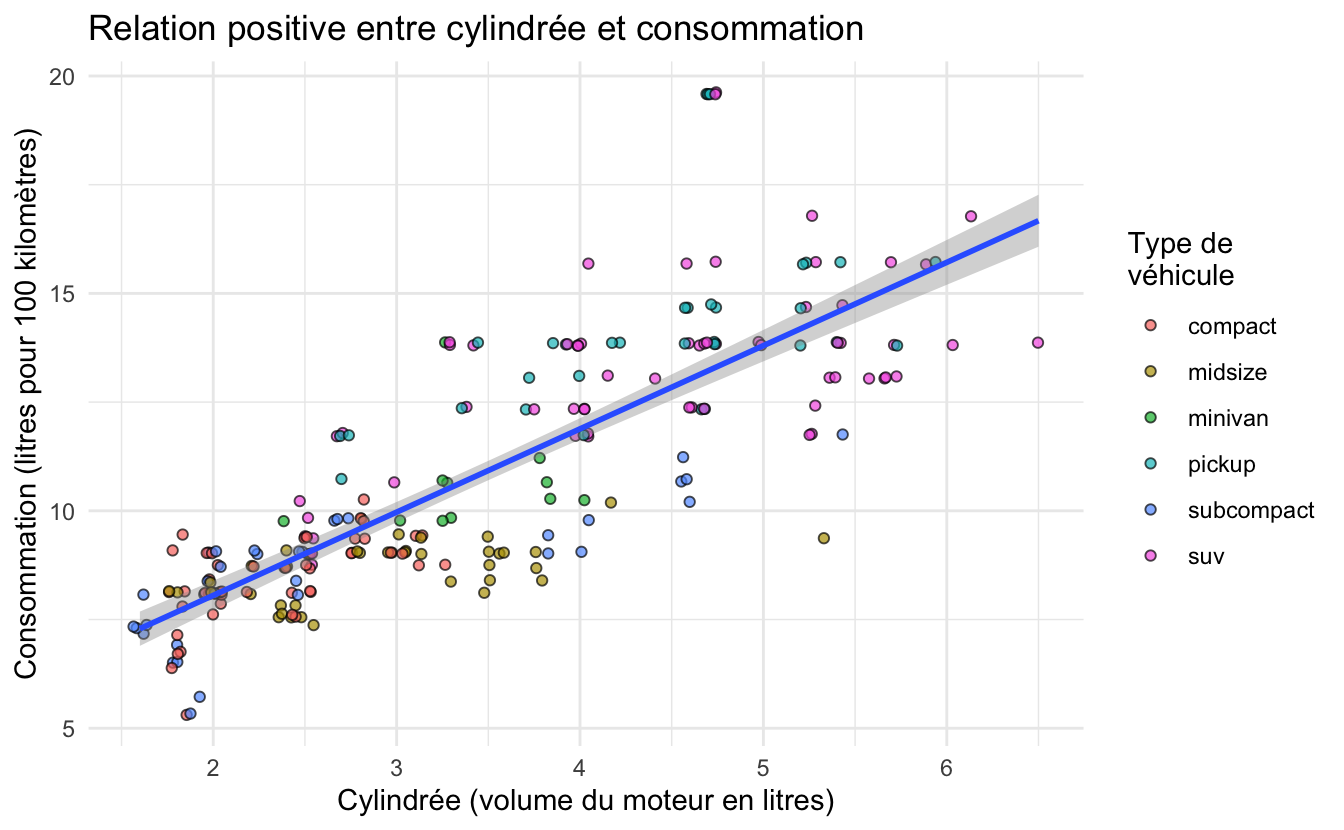 Relation positive entre cylindrée et consommation
Consommation (litres pour 100 kilomètres)
20
15
10
5
2
3
4
5
6
Cylindrée (volume du moteur en litres)
Type de
véhicule
compact
midsize
minivan
pickup
subcompact
suv